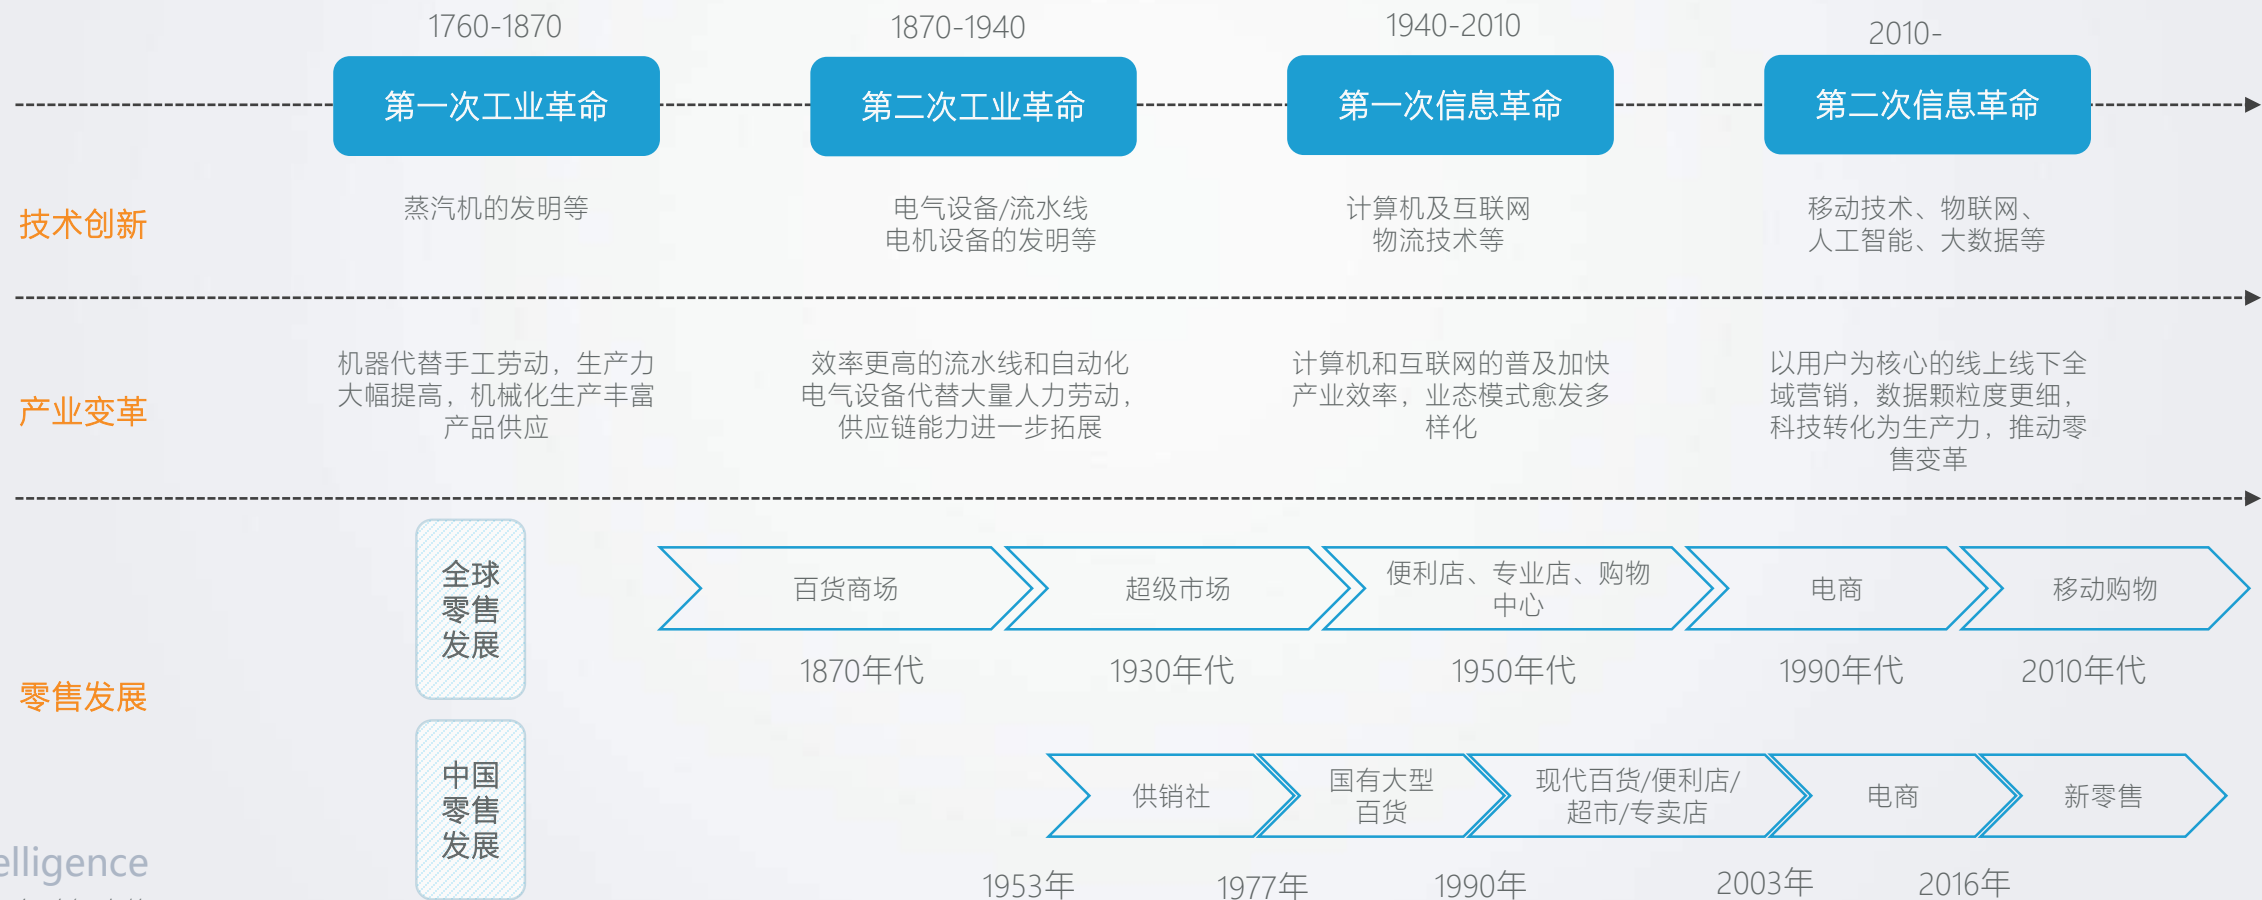 1760-1870
1870-1940
1940-2010
2010-
第一次工业革命
第二次工业革命
第一次信息革命
第二次信息革命
技术创新
蒸汽机的发明等
电气设备/流水线
电机设备的发明等
计算机及互联网
物流技术等
移动技术、物联网、
人工智能、大数据等
产业变革
机器代替手工劳动，生产力
大幅提高，机械化生产丰富
产品供应
效率更高的流水线和自动化
电气设备代替大量人力劳动，
供应链能力进一步拓展
计算机和互联网的普及加快
产业效率，业态模式愈发多
样化
以用户为核心的线上线下全
域营销，数据颗粒度更细，
科技转化为生产力，推动零
售变革
零售发展
全球
零售
发展
百货商场
超级市场
便利店、专业店、购物
中心
电商
移动购物
1870年代
1930年代
1950年代
1990年代
2010年代
中国
零售
发展
供销社
国有大型
百货
现代百货/便利店/
超市/专卖店
电商
新零售
1953年
1977年
1990年
2003年
2016年
elligence